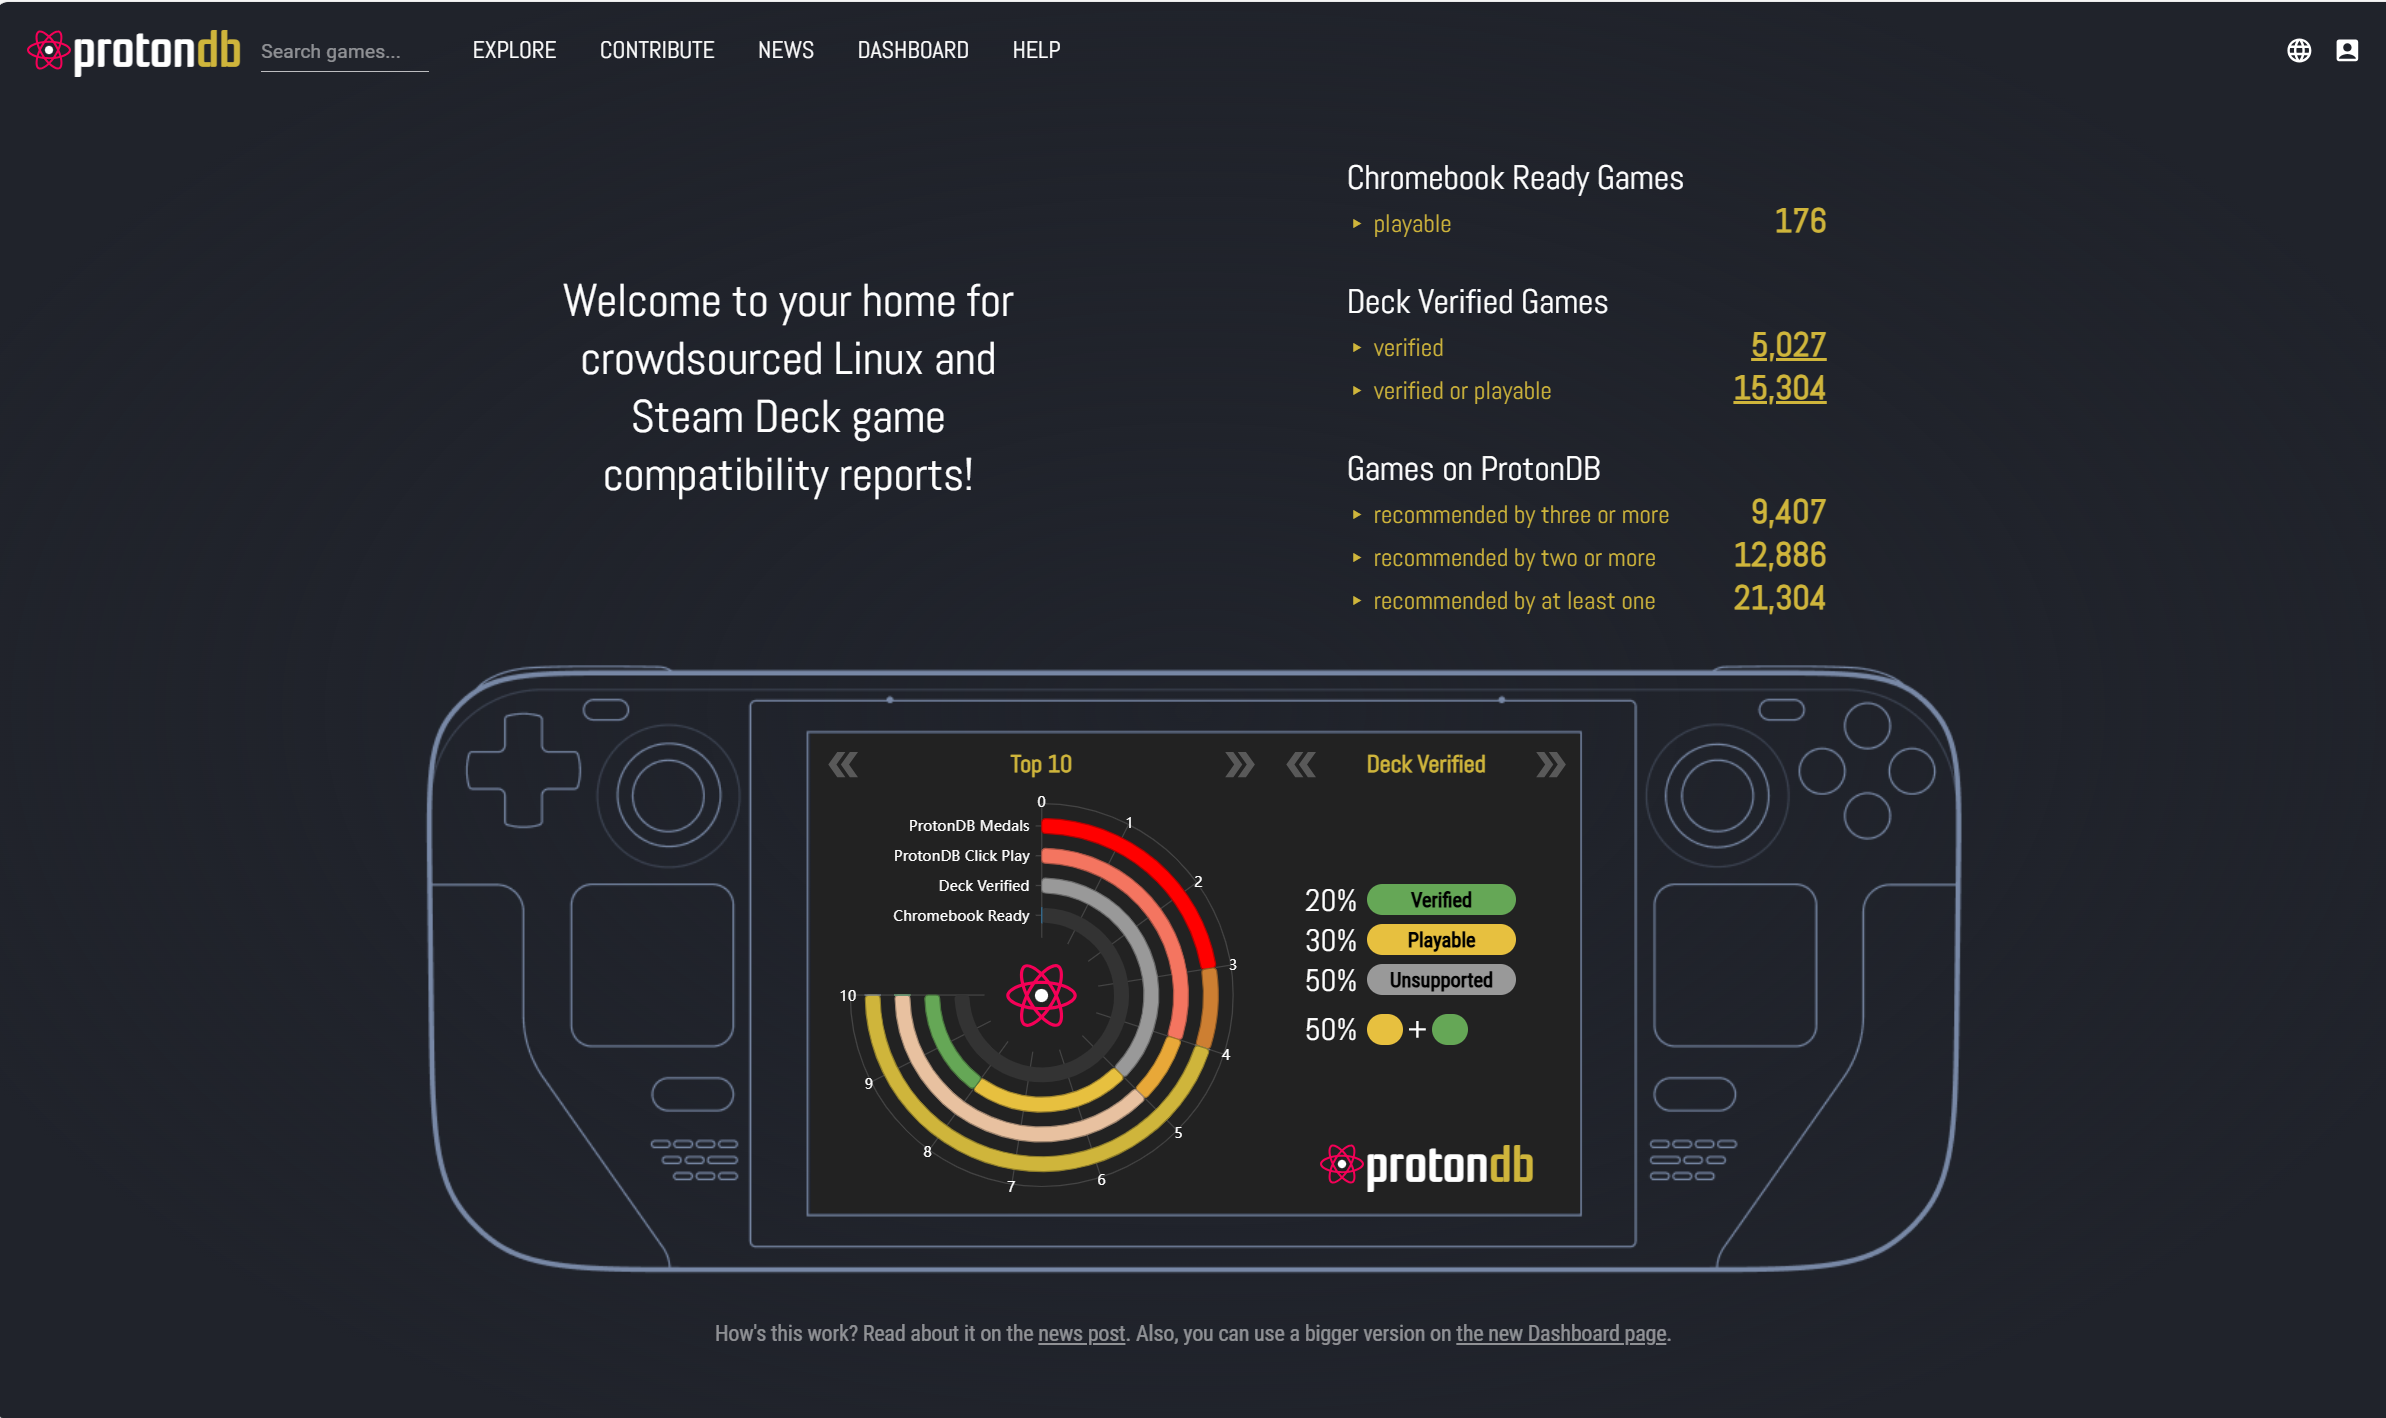 protondb Search games... EXPLORE CONTRIBUTE NEWS DASHBOARD HELP
Welcome to your home for
crowdsourced Linux and
Steam Deck game
compatibility reports!
Chromebook Ready Games
playable 176
Deck Verified Games
verified 5,027
verified or playable 15,304
Games on ProtonDB
recommended by three or more 9,407
recommended by two or more 12,886
recommended by at least one 21,304
Top 10
0
ProtonDB Medals
ProtonDB Click Play
Deck Verified
Chromebook Ready
1
2
3
4
5
6
7
8
9
10
Deck Verified
20% Verified
30% Playable
50% Unsupported
50% +
protondb
How's this work? Read about it on the news post. Also, you can use a bigger version on the new Dashboard page.